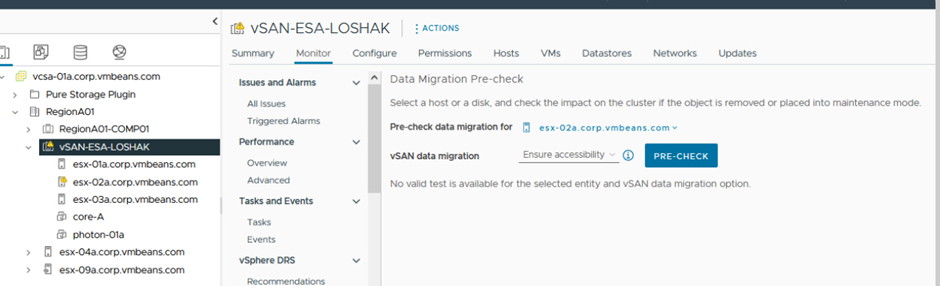 vSAN-ESA-LOSHAK
ACTIONS
Summary Monitor Configure Permissions Hosts VMs Datastores Networks Updates
vcsa-01a.corp.vmbeans.com
Pure Storage Plugin
RegionA01
RegionA01-COMP01
vSAN-ESA-LOSHAK
esx-01a.corp.vmbeans.com
esx-02a.corp.vmbeans.com
esx-03a.corp.vmbeans.com
core-A
photon-01a
esx-04a.corp.vmbeans.com
esx-09a.corp.vmbeans.com
Issues and Alarms
All Issues
Triggered Alarms
Performance
Overview
Advanced
Tasks and Events
Tasks
Events
vSphere DRS
Recommendations
Data Migration Pre-check
Select a host or a disk, and check the impact on the cluster if the object is removed or placed into maintenance mode.
Pre-check data migration for esx-02a.corp.vmbeans.com
vSAN data migration Ensure accessibility PRE-CHECK
No valid test is available for the selected entity and vSAN data migration option.